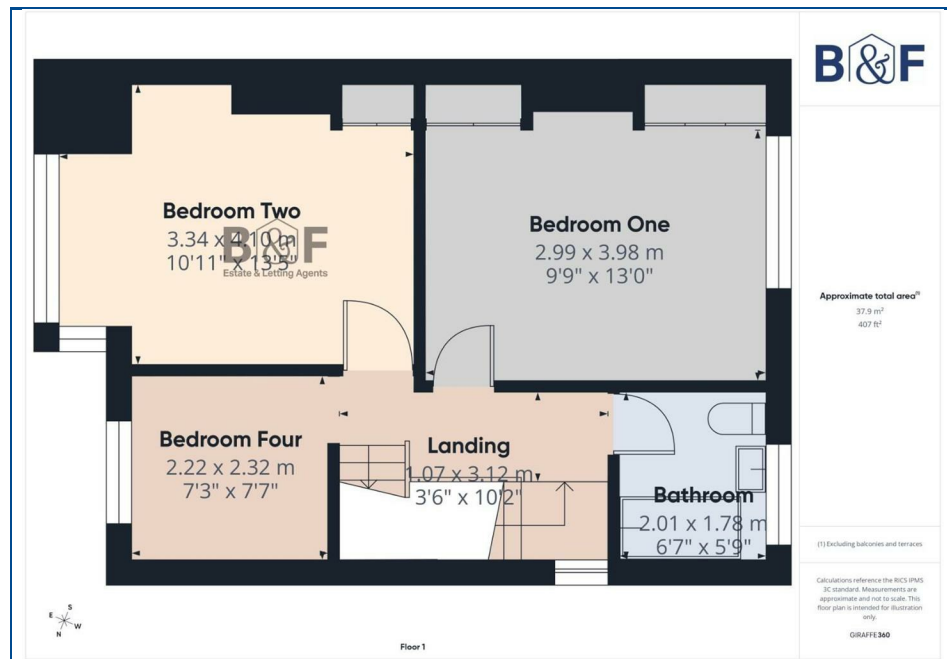 B&F
Bedroom Two
3.34 x 4.10 m
10'11" x 13'5"
B&F
Estate & Letting Agents
Bedroom One
2.99 x 3.98 m
9'9" x 13'0"
Bedroom Four
2.22 x 2.32 m
7'3" x 7'7"
Landing
1.07 x 3.12 m
3'6" x 10'2"
Bathroom
2.01 x 1.78 m
6'7" x 5'9"
S
E
W
N
Floor 1
Approximate total area⁽¹⁾
37.9 m²
407 ft²
(1) Excluding balconies and terraces
Calculations reference the RICS IPMS
3C standard. Measurements are
approximate and not to scale. This
floor plan is intended for illustration
only.
GIRAFFE360